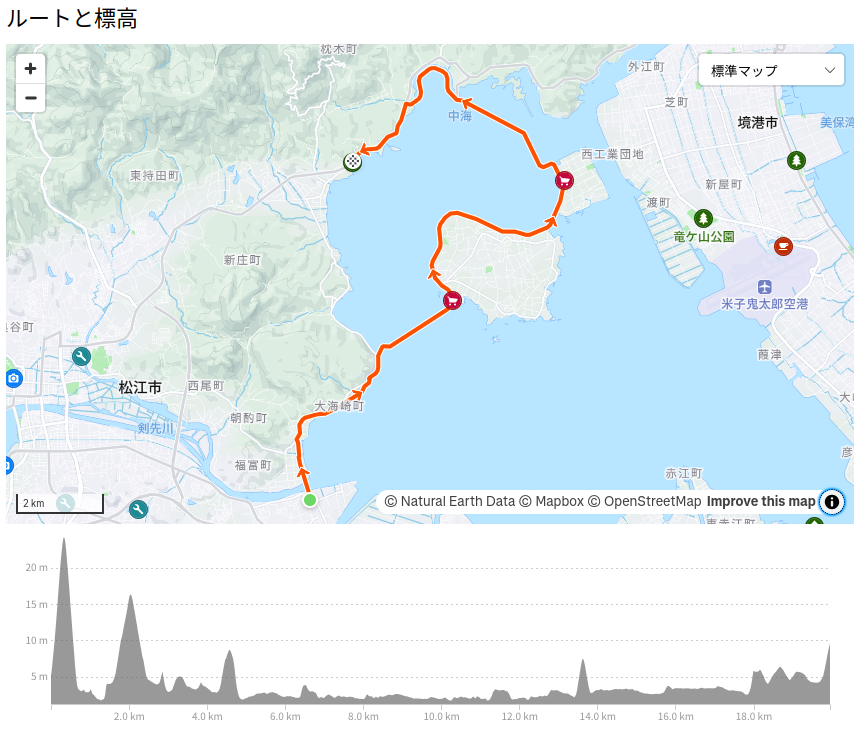 ルートと標高
枕木町
外江町
標準マップ
芝町
中海
境港市
美保湾
西工業団地
東持田町
新屋町
渡町
竜ケ山公園
新庄町
米子鬼太郎空港
谷町
葭津
松江市
西尾町
大海崎町
朝酌町
剣先川
福富町
赤江町
2 km
© Natural Earth Data © Mapbox © OpenStreetMap Improve this map
東赤江町
20 m
15 m
10 m
5 m
2.0 km 4.0 km 6.0 km 8.0 km 10.0 km 12.0 km 14.0 km 16.0 km 18.0 km